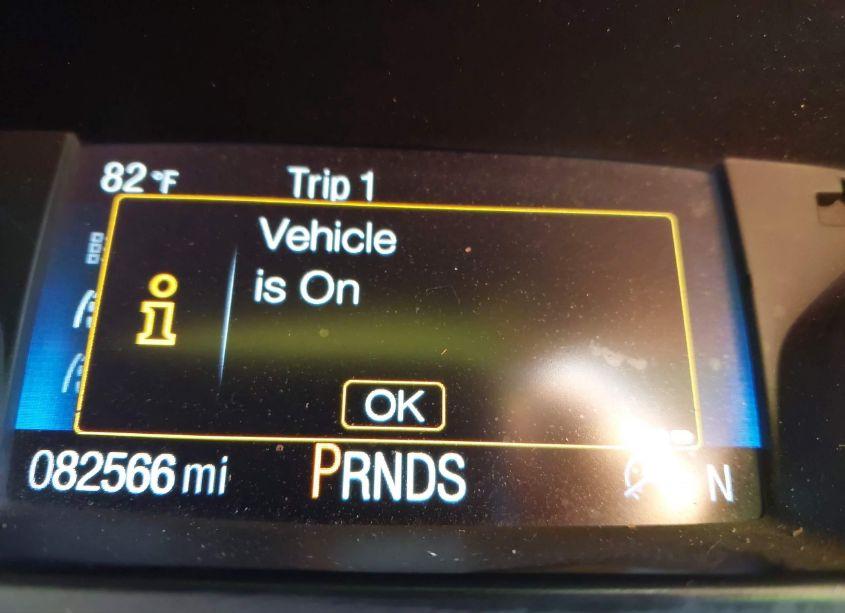 82°F Trip 1
Vehicle
is On
OK
082566 mi PRNDS N